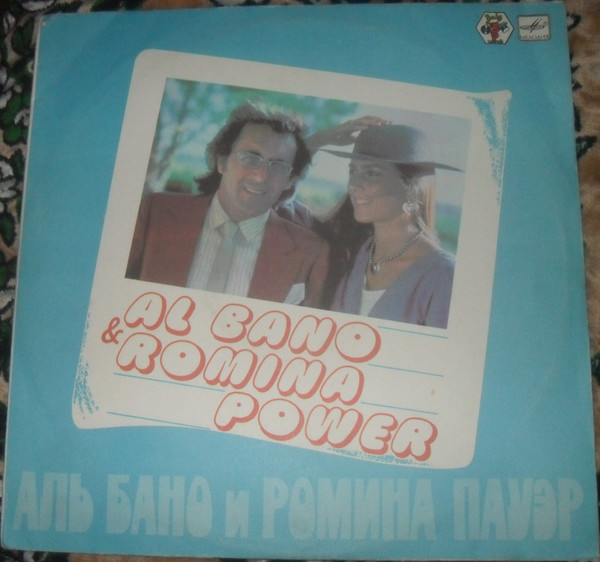 AL BANO
& ROMINA
POWER
АЛЬ БАНО и РОМИНА ПАУЭР